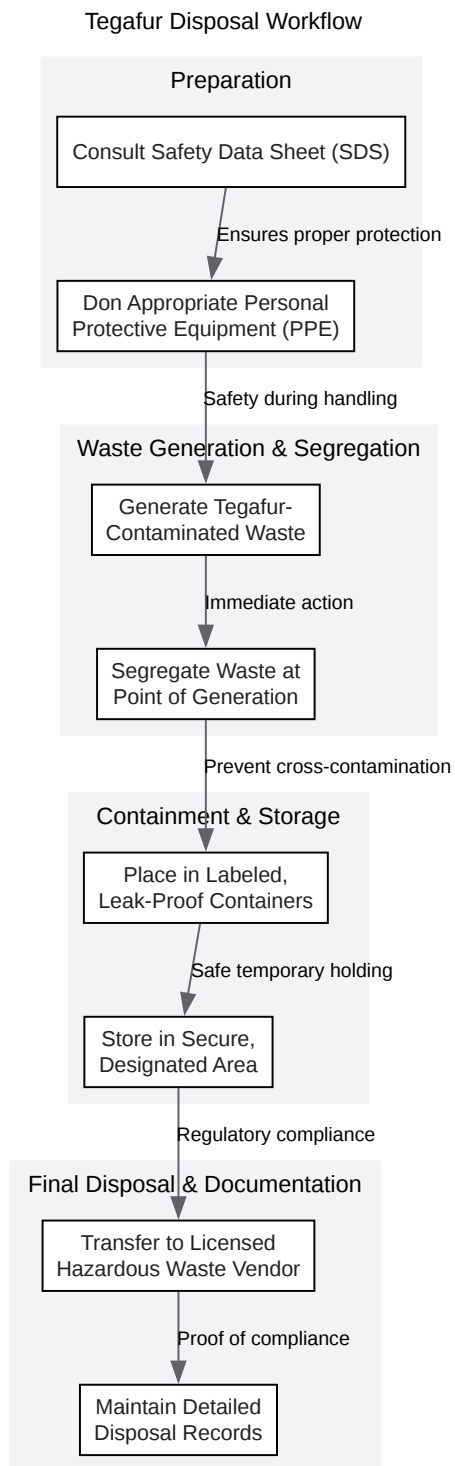 Tegafur Disposal Workflow
Preparation
Consult Safety Data Sheet (SDS)
Ensures proper protection
Don Appropriate Personal
Protective Equipment (PPE)
Safety during handling
Waste Generation & Segregation
Generate Tegafur-
Contaminated Waste
Immediate action
Segregate Waste at
Point of Generation
Prevent cross-contamination
Containment & Storage
Place in Labeled,
Leak-Proof Containers
Safe temporary holding
Store in Secure,
Designated Area
Regulatory compliance
Final Disposal & Documentation
Transfer to Licensed
Hazardous Waste Vendor
Proof of compliance
Maintain Detailed
Disposal Records